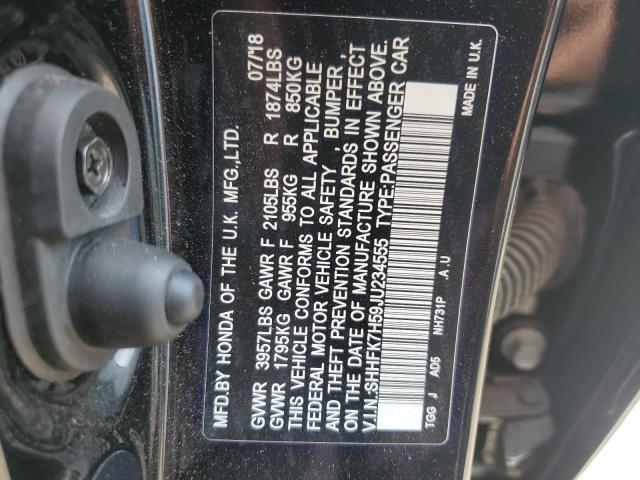 MFD.BY HONDA OF THE U.K. MFG.,LTD. 07/18
GVWR 3957LBS GAWR F 2105LBS R 1874LBS
GVWR 1795KG GAWR F 955KG R 850KG
THIS VEHICLE CONFORMS TO ALL APPLICABLE
FEDERAL MOTOR VEHICLE SAFETY , BUMPER ,
AND THEFT PREVENTION STANDARDS IN EFFECT
ON THE DATE OF MANUFACTURE SHOWN ABOVE.
V.I.N.:SHHFK7H59JU234555 TYPE:PASSENGER CAR
TGG J A05 NH731P .A.U MADE IN U.K.